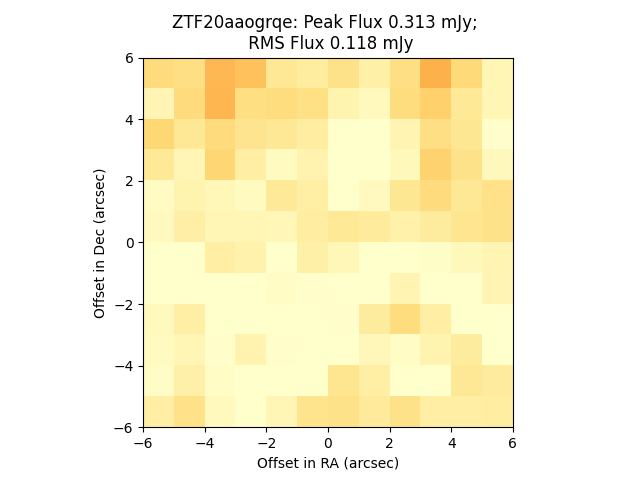 ZTF20aaogrqe: Peak Flux 0.313 mJy;
RMS Flux 0.118 mJy
6
4
2
0
−2
−4
−6
Offset in Dec (arcsec)
−6 −4 −2 0 2 4 6
Offset in RA (arcsec)